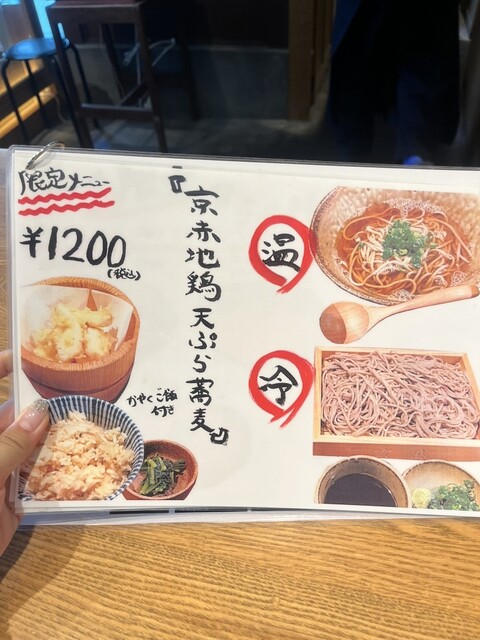 限定メニュー
¥1200
(税込)
『京赤地鶏天ぷら蕎麦』
温
冷
かやくご飯
付き